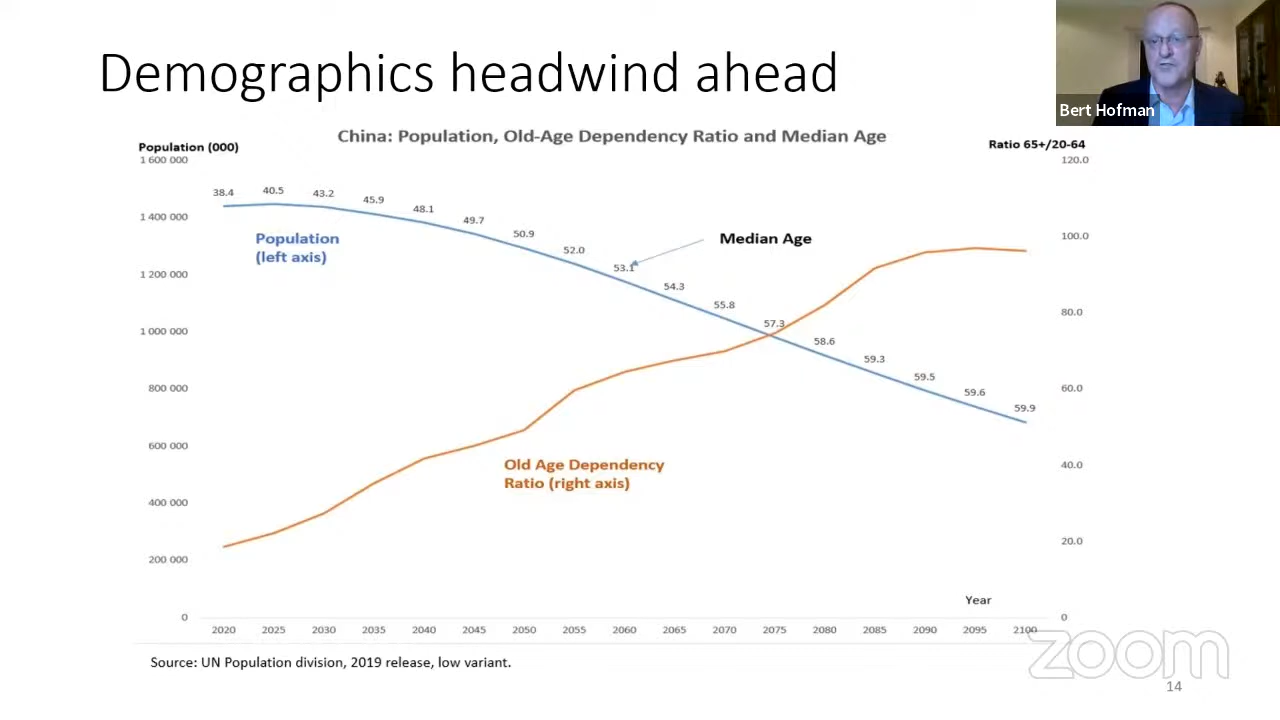 Demographics headwind ahead
Bert Hofman
China: Population, Old-Age Dependency Ratio and Median Age
Population (000)
Ratio 65+/20-64
1 600 000
1 400 000
1 200 000
1 000 000
800 000
600 000
400 000
200 000
0
120.0
100.0
80.0
60.0
40.0
20.0
0
38.4
40.5
43.2
45.9
48.1
49.7
50.9
52.0
53.1
54.3
55.8
57.3
58.6
59.3
59.5
59.6
59.9
Population
(left axis)
Median Age
Old Age Dependency
Ratio (right axis)
Year
2020 2025 2030 2035 2040 2045 2050 2055 2060 2065 2070 2075 2080 2085 2090 2095 2100
Source: UN Population division, 2019 release, low variant.
zoom
14